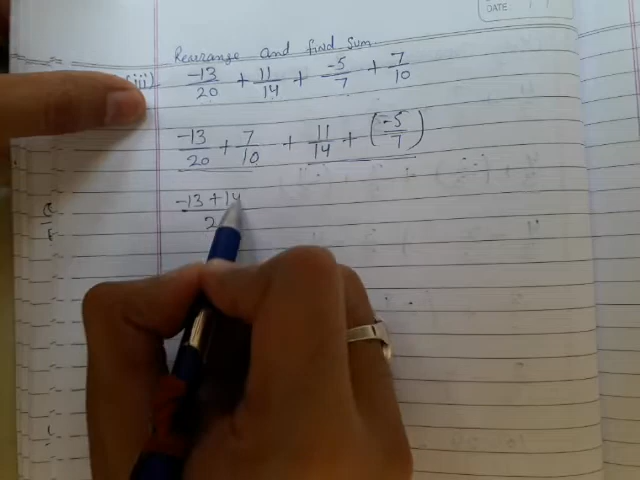 DATE
Rearrange and find Sum.
(iii) -13/20 + 11/14 + -5/7 + 7/10
-13/20 + 7/10 + 11/14 + (-5/7)
-13 + 14
2